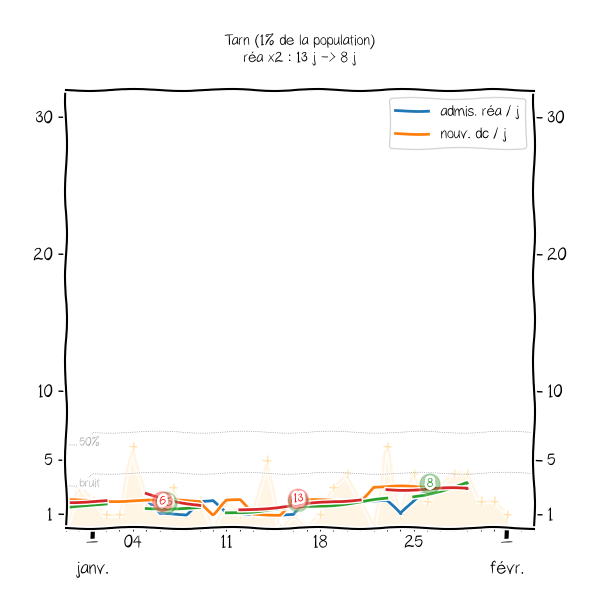 Tarn (1% de la population)
réa x2 : 13 j -> 8 j
admis. réa / j
nouv. dc / j
30
30
20
20
10
10
50%
5
5
bruit
8
6
13
1
1
04
11
18
25
janv.
févr.